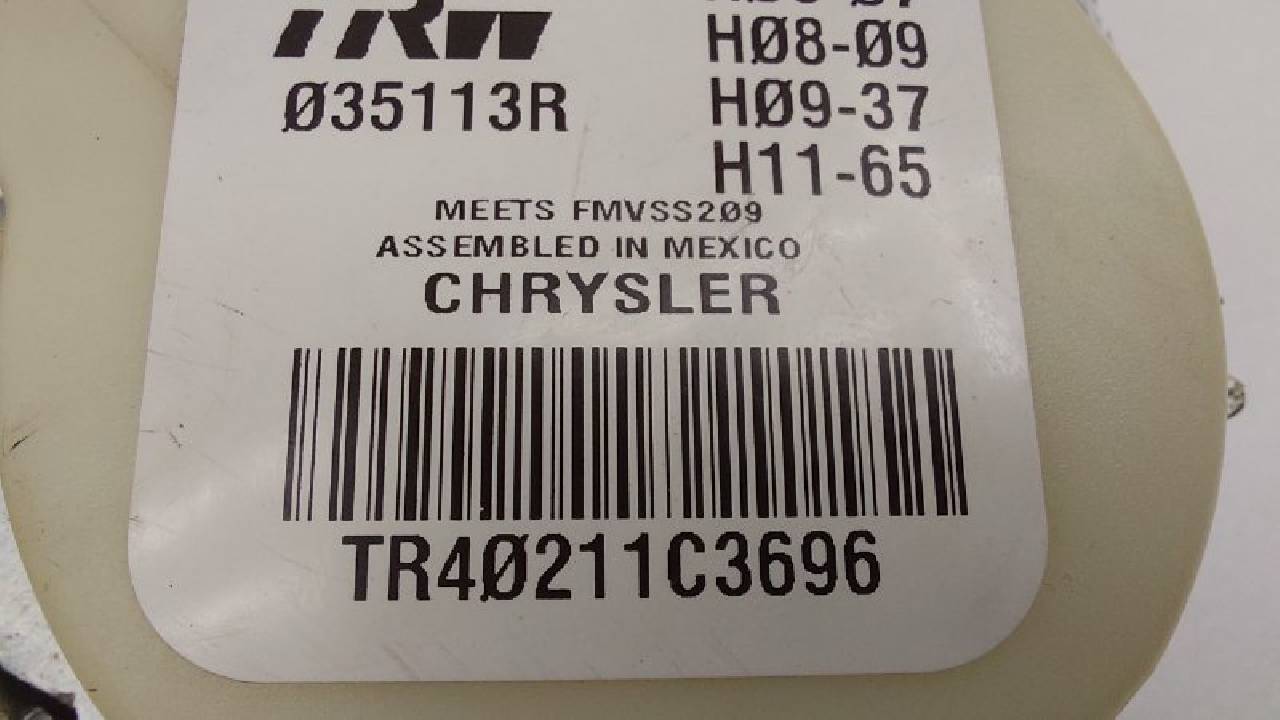 TRW
Ø35113R
HØ8-Ø9
HØ9-37
H11-65
MEETS FMVSS2Ø9
ASSEMBLED IN MEXICO
CHRYSLER
TR4Ø211C3696